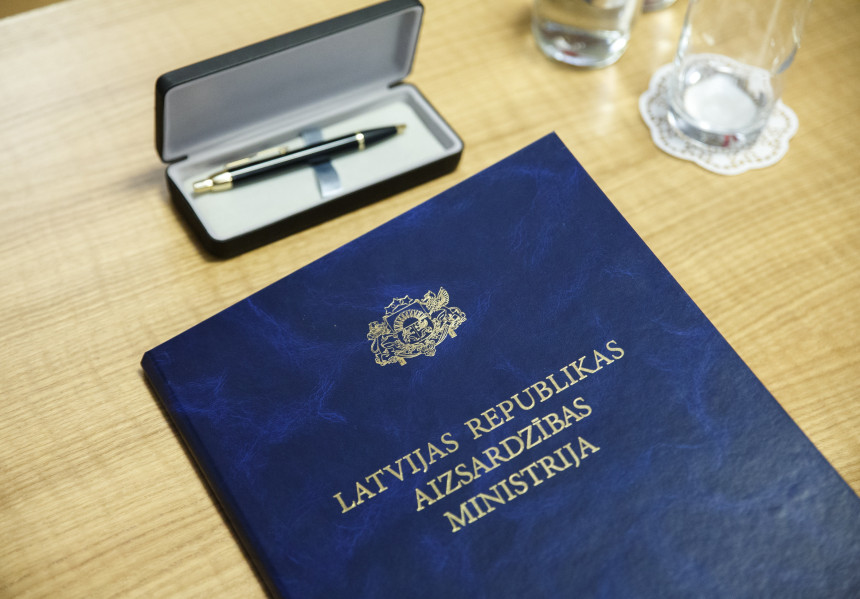 LATVIJAS REPUBLIKAS
AIZSARDZĪBAS
MINISTRIJA